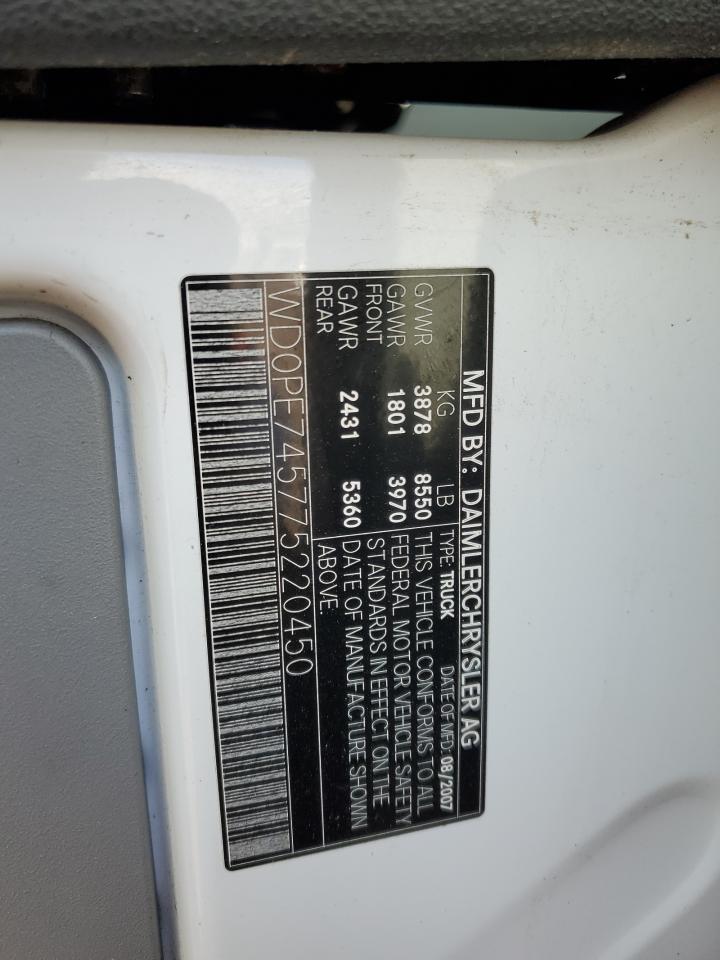 MFD BY: DAIMLERCHRYSLER AG
KG LB TYPE: TRUCK DATE OF MFD: 08/2007
GVWR 3878 8550 THIS VEHICLE CONFORMS TO ALL
GAWR FRONT 1801 3970 FEDERAL MOTOR VEHICLE SAFETY
STANDARDS IN EFFECT ON THE
GAWR REAR 2431 5360 DATE OF MANUFACTURE SHOWN
ABOVE:
WD0PE745775220450